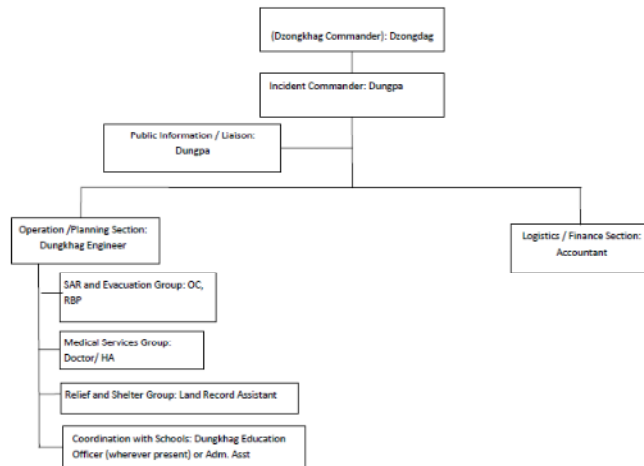 (Dzongkhag Commander): Dzongdag
Incident Commander: Dungpa
Public Information / Liaison:
Dungpa
Operation /Planning Section:
Dungkhag Engineer
Logistics / Finance Section:
Accountant
SAR and Evacuation Group: OC,
RBP
Medical Services Group:
Doctor/ HA
Relief and Shelter Group: Land Record Assistant
Coordination with Schools: Dungkhag Education
Officer (wherever present) or Adm. Asst